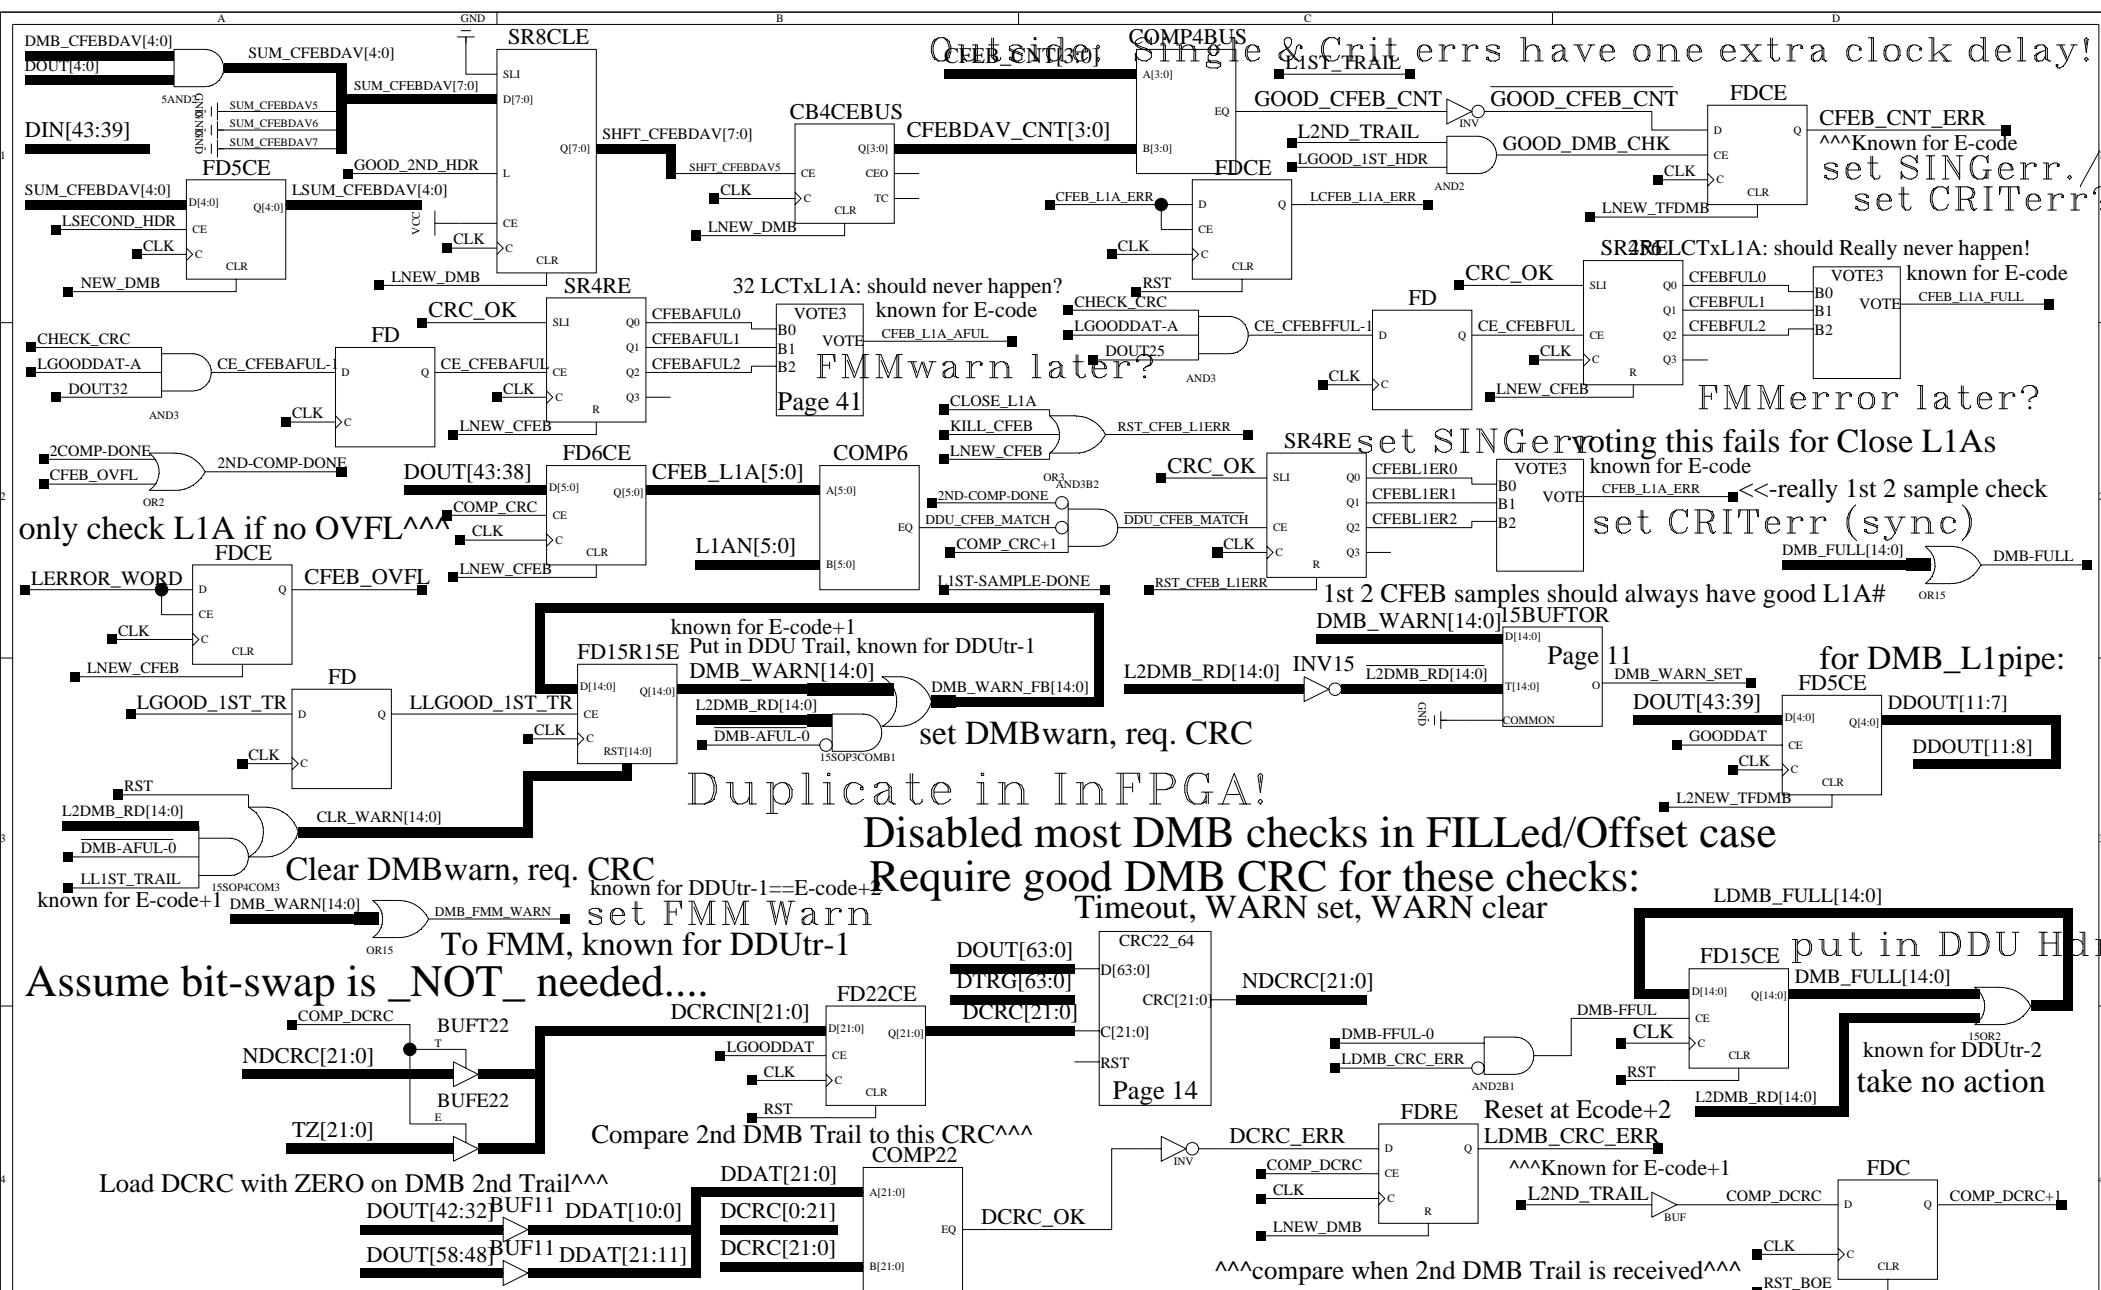 A
GND
B
C
D
DMB_CFEBDAV[4:0]
DOUT[4:0]
5AND2
SUM_CFEBDAV[4:0]
SUM_CFEBDAV[7:0]
SUM_CFEBDAV5
SUM_CFEBDAV6
SUM_CFEBDAV7
DIN[43:39]
FD5CE
SUM_CFEBDAV[4:0]
D[4:0]
Q[4:0]
LSUM_CFEBDAV[4:0]
LSECOND_HDR
CE
CLK
C
CLR
NEW_DMB
SR8CLE
SLI
D[7:0]
Q[7:0]
SHFT_CFEBDAV[7:0]
GOOD_2ND_HDR
L
VCC
CE
CLK
C
CLR
LNEW_DMB
CB4CEBUS
SHFT_CFEBDAV5
Q[3:0]
CFEBDAV_CNT[3:0]
CE
CEO
CLK
C
TC
CLR
LNEW_DMB
Outside: Single & Crit errs have one extra clock delay!
COMP4BUS
CFEB_CNT[3:0]
A[3:0]
EQ
B[3:0]
L1ST_TRAIL
GOOD_CFEB_CNT
INV
GOOD_CFEB_CNT
L2ND_TRAIL
LGOOD_1ST_HDR
AND2
GOOD_DMB_CHK
FDCE
D
Q
CE
CLK
C
CLR
LNEW_TFDMB
CFEB_CNT_ERR
^^^Known for E-code
set SINGerr./
set CRITerr?
FDCE
CFEB_L1A_ERR
D
Q
LCFEB_L1A_ERR
CE
CLK
C
CLR
RST
CHECK_CRC
LGOODDAT-A
DOUT32
AND3
CE_CFEBAFUL-1
FD
D
Q
CE_CFEBAFUL
CLK
C
SR4RE
CRC_OK
SLI
Q0
CFEBAFUL0
Q1
CFEBAFUL1
CE
Q2
CFEBAFUL2
CLK
C
Q3
R
LNEW_CFEB
32 LCTxL1A: should never happen?
VOTE3
known for E-code
B0
B1
B2
VOTE
CFEB_L1A_AFUL
FMMwarn later?
Page 41
CHECK_CRC
LGOODDAT-A
DOUT25
AND3
CE_CFEBFFUL-1
FD
D
Q
CE_CFEBFUL
CLK
C
CRC_OK
SLI
Q0
CFEBFUL0
Q1
CFEBFUL1
CE
Q2
CFEBFUL2
CLK
C
Q3
R
LNEW_CFEB
LCTxL1A: should Really never happen!
VOTE3
known for E-code
B0
B1
B2
VOTE
CFEB_L1A_FULL
FMMerror later?
2COMP-DONE
CFEB_OVFL
OR2
2ND-COMP-DONE
only check L1A if no OVFL^^^
FD6CE
DOUT[43:38]
D[5:0]
Q[5:0]
CFEB_L1A[5:0]
COMP_CRC
CE
CLK
C
CLR
LNEW_CFEB
COMP6
A[5:0]
EQ
L1AN[5:0]
B[5:0]
CLOSE_L1A
KILL_CFEB
LNEW_CFEB
OR3
RST_CFEB_L1ERR
AND3B2
2ND-COMP-DONE
DDU_CFEB_MATCH
COMP_CRC+1
DDU_CFEB_MATCH
L1ST-SAMPLE-DONE
SR4RE
CRC_OK
SLI
Q0
CFEBL1ER0
Q1
CFEBL1ER1
CE
Q2
CFEBL1ER2
CLK
C
Q3
R
RST_CFEB_L1ERR
set SINGerr
voting this fails for Close L1As
VOTE3
known for E-code
B0
B1
B2
VOTE
CFEB_L1A_ERR
<<-really 1st 2 sample check
set CRITerr (sync)
DMB_FULL[14:0]
DMB-FULL
OR15
1st 2 CFEB samples should always have good L1A#
FDCE
LERROR_WORD
D
Q
CFEB_OVFL
CE
CLK
C
CLR
LNEW_CFEB
FD
LGOOD_1ST_TR
D
Q
LLGOOD_1ST_TR
CLK
C
known for E-code+1
FD15R15E
Put in DDU Trail, known for DDUtr-1
DMB_WARN[14:0]
D[14:0]
Q[14:0]
CE
CLK
C
RST[14:0]
L2DMB_RD[14:0]
DMB-AFUL-0
15SOP3COMB1
DMB_WARN_FB[14:0]
set DMBwarn, req. CRC
Duplicate in InFPGA!
L2DMB_RD[14:0]
INV15
L2DMB_RD[14:0]
DMB_WARN[14:0]
15BUFTOR
D[14:0]
Page 11
T[14:0]
O
DMB_WARN_SET
GND
COMMON
for DMB_L1pipe:
FD5CE
DOUT[43:39]
D[4:0]
Q[4:0]
DDOUT[11:7]
DDOUT[11:8]
GOODDAT
CE
CLK
C
CLR
L2NEW_TFDMB
RST
L2DMB_RD[14:0]
DMB-AFUL-0
LL1ST_TRAIL
15SOP4COM3
CLR_WARN[14:0]
Clear DMBwarn, req. CRC
known for E-code+1
Disabled most DMB checks in FILLed/Offset case
Require good DMB CRC for these checks:
Timeout, WARN set, WARN clear
known for DDUtr-1==E-code+2
DMB_WARN[14:0]
OR15
DMB_FMM_WARN
set FMM Warn
To FMM, known for DDUtr-1
Assume bit-swap is _NOT_ needed....
COMP_DCRC
BUFT22
T
NDCRC[21:0]
BUFE22
E
TZ[21:0]
DCRCIN[21:0]
FD22CE
D[21:0]
Q[21:0]
DCRC[21:0]
LGOODDAT
CE
CLK
C
CLR
RST
CRC22_64
DOUT[63:0]
D[63:0]
DTRG[63:0]
CRC[21:0]
NDCRC[21:0]
C[21:0]
RST
Page 14
LDMB_FULL[14:0]
put in DDU Hdr
FD15CE
D[14:0]
Q[14:0]
DMB_FULL[14:0]
DMB-FFUL
CE
CLK
C
CLR
RST
15OR2
L2DMB_RD[14:0]
known for DDUtr-2
take no action
DMB-FFUL-0
LDMB_CRC_ERR
AND2B1
Compare 2nd DMB Trail to this CRC^^^
Load DCRC with ZERO on DMB 2nd Trail^^^
DOUT[42:32]
BUF11
DDAT[10:0]
DOUT[58:48]
BUF11
DDAT[21:11]
COMP22
DDAT[21:0]
A[21:0]
DCRC[0:21]
EQ
DCRC_OK
DCRC[21:0]
B[21:0]
INV
DCRC_ERR
FDRE
Reset at Ecode+2
D
Q
LDMB_CRC_ERR
COMP_DCRC
CE
CLK
C
R
LNEW_DMB
^^^Known for E-code+1
L2ND_TRAIL
BUF
COMP_DCRC
FDC
D
Q
COMP_DCRC+1
CLK
C
CLR
RST_BOE
^^^compare when 2nd DMB Trail is received^^^
1
2
3
4